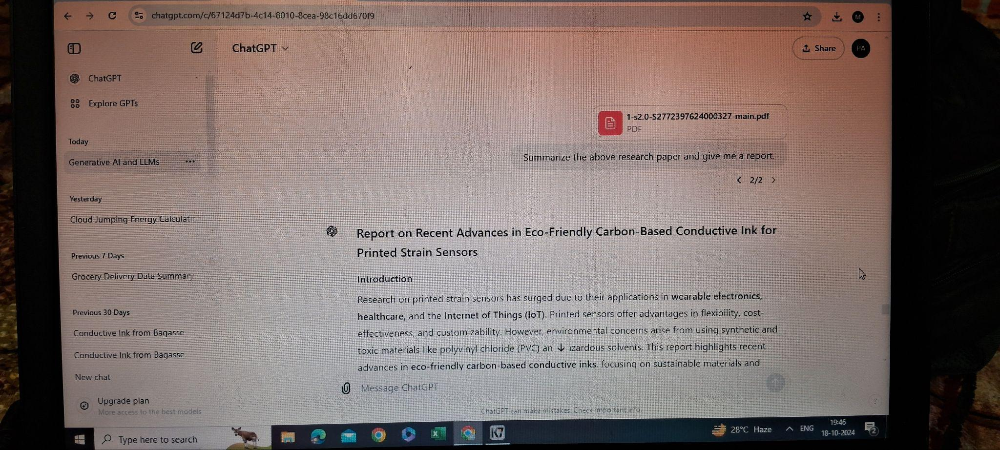 chatgpt.com/c/67124d7b-4c14-8010-8cea-98c16dd670f9
M
ChatGPT
Share
PA
ChatGPT
Explore GPTs
Today
Generative AI and LLMs
Yesterday
Cloud Jumping Energy Calculati
Previous 7 Days
Grocery Delivery Data Summary
Previous 30 Days
Conductive Ink from Bagasse
Conductive Ink from Bagasse
New chat
Upgrade plan
More access to the best models
1-s2.0-S2772397624000327-main.pdf
PDF
Summarize the above research paper and give me a report.
2/2
Report on Recent Advances in Eco-Friendly Carbon-Based Conductive Ink for
Printed Strain Sensors
Introduction
Research on printed strain sensors has surged due to their applications in wearable electronics,
healthcare, and the Internet of Things (IoT). Printed sensors offer advantages in flexibility, cost-
effectiveness, and customizability. However, environmental concerns arise from using synthetic and
toxic materials like polyvinyl chloride (PVC) an izardous solvents. This report highlights recent
advances in eco-friendly carbon-based conductive inks, focusing on sustainable materials and
Message ChatGPT
ChatGPT can make mistakes. Check important info.
?
Type here to search
K7
28°C Haze
ENG
19:46
18-10-2024
2